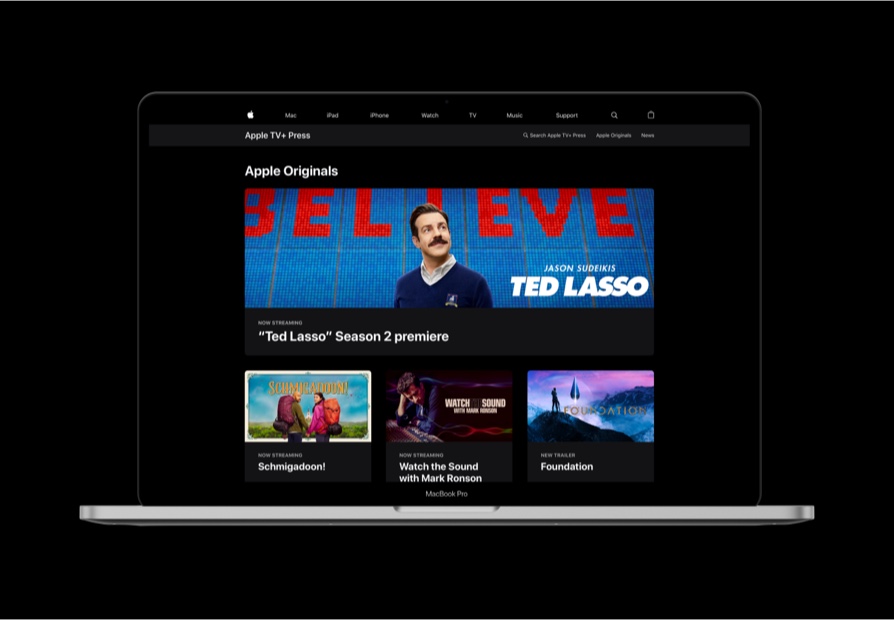 Mac iPad iPhone Watch TV Music Support
Apple TV+ Press Search Apple TV+ Press Apple Originals News
Apple Originals
BELIEVE
JASON SUDEIKIS
TED LASSO
NOW STREAMING
“Ted Lasso” Season 2 premiere
SCHMIGADOON!
WATCH THE SOUND
WITH MARK RONSON
FOUNDATION
NOW STREAMING
Schmigadoon!
NOW STREAMING
Watch the Sound
with Mark Ronson
NEW TRAILER
Foundation
MacBook Pro